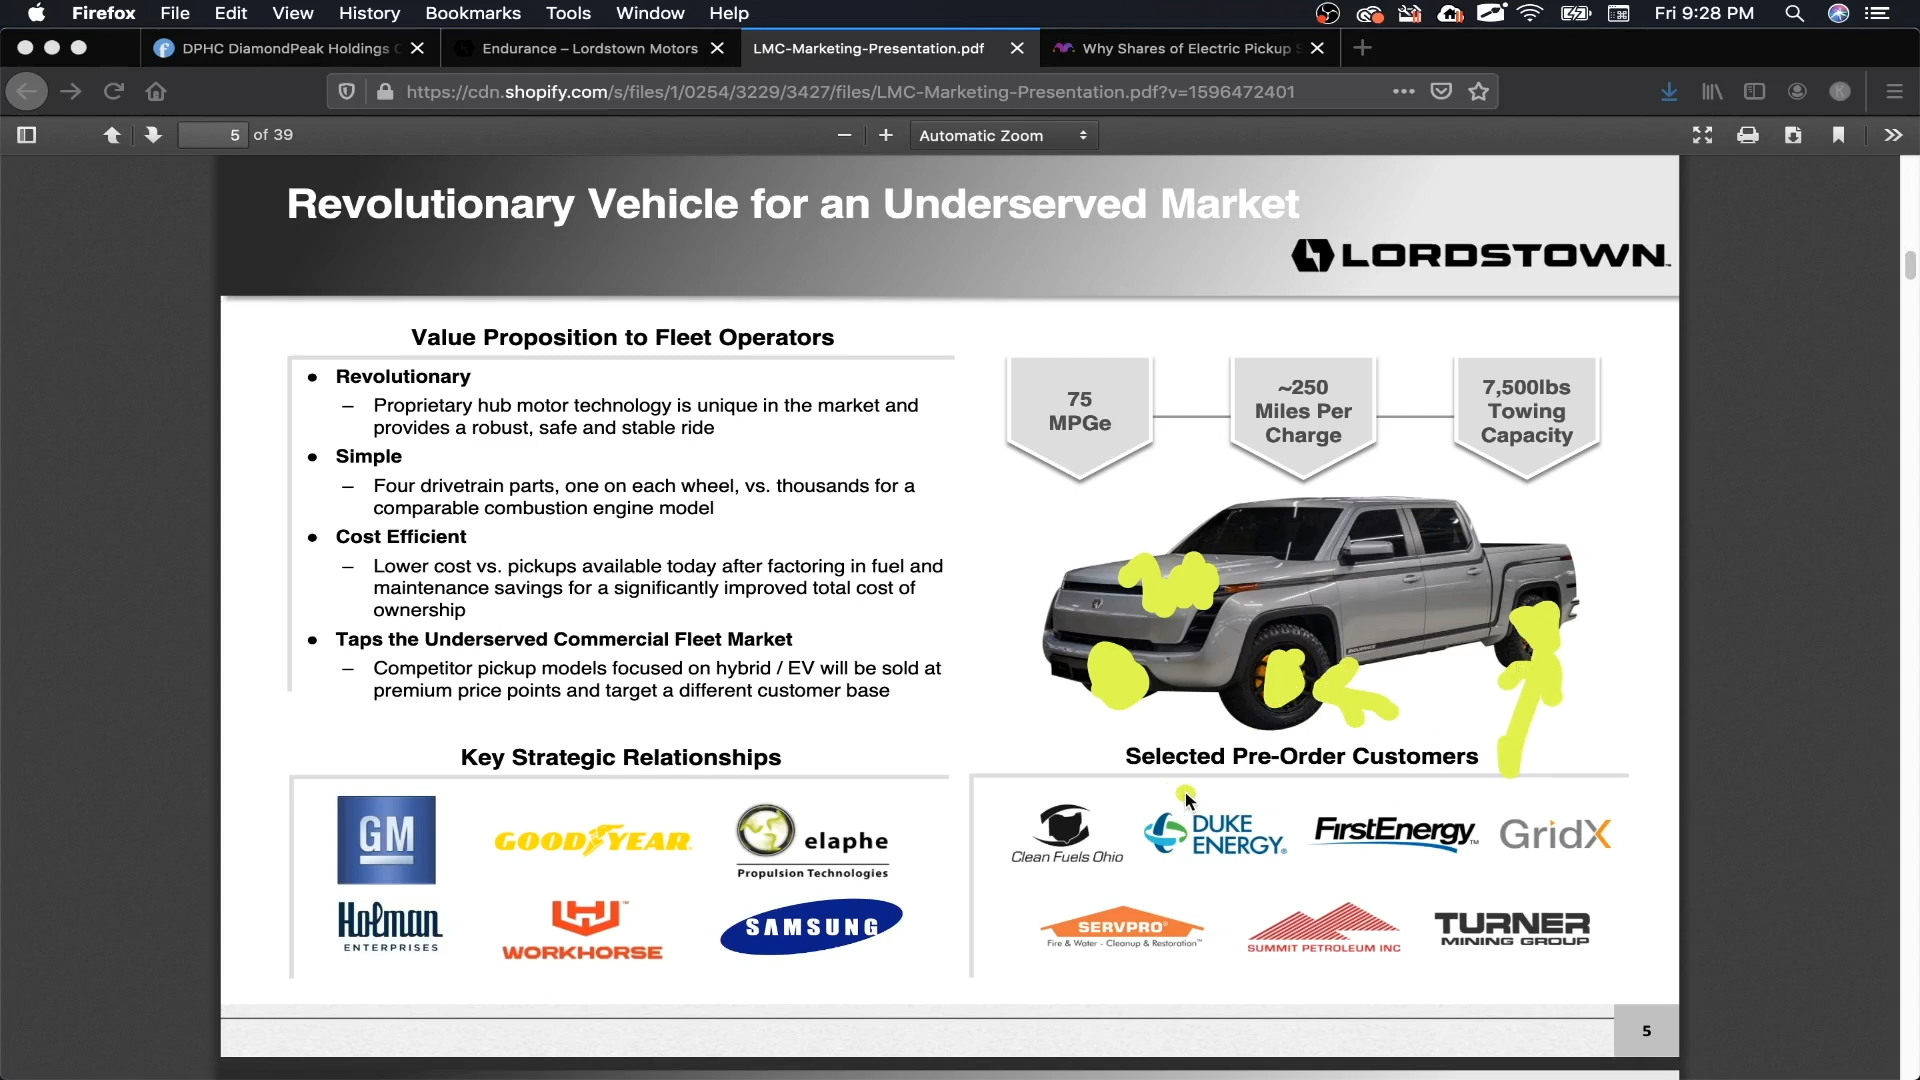 Firefox File Edit View History Bookmarks Tools Window Help
Fri 9:28 PM
DPHC DiamondPeak Holdings
Endurance – Lordstown Motors
LMC-Marketing-Presentation.pdf
Why Shares of Electric Pickup
https://cdn.shopify.com/s/files/1/0254/3229/3427/files/LMC-Marketing-Presentation.pdf?v=1596472401
5 of 39
Automatic Zoom
Revolutionary Vehicle for an Underserved Market
LORDSTOWN™
Value Proposition to Fleet Operators
• Revolutionary
– Proprietary hub motor technology is unique in the market and
provides a robust, safe and stable ride
• Simple
– Four drivetrain parts, one on each wheel, vs. thousands for a
comparable combustion engine model
• Cost Efficient
– Lower cost vs. pickups available today after factoring in fuel and
maintenance savings for a significantly improved total cost of
ownership
• Taps the Underserved Commercial Fleet Market
– Competitor pickup models focused on hybrid / EV will be sold at
premium price points and target a different customer base
75
MPGe
~250
Miles Per
Charge
7,500lbs
Towing
Capacity
Key Strategic Relationships
GM
GOODYEAR
elaphe
Propulsion Technologies
Holman
ENTERPRISES
WORKHORSE
SAMSUNG
Selected Pre-Order Customers
Clean Fuels Ohio
DUKE
ENERGY®
FirstEnergy™
GridX
SERVPRO®
Fire & Water - Cleanup & Restoration™
SUMMIT PETROLEUM INC
TURNER
MINING GROUP
5